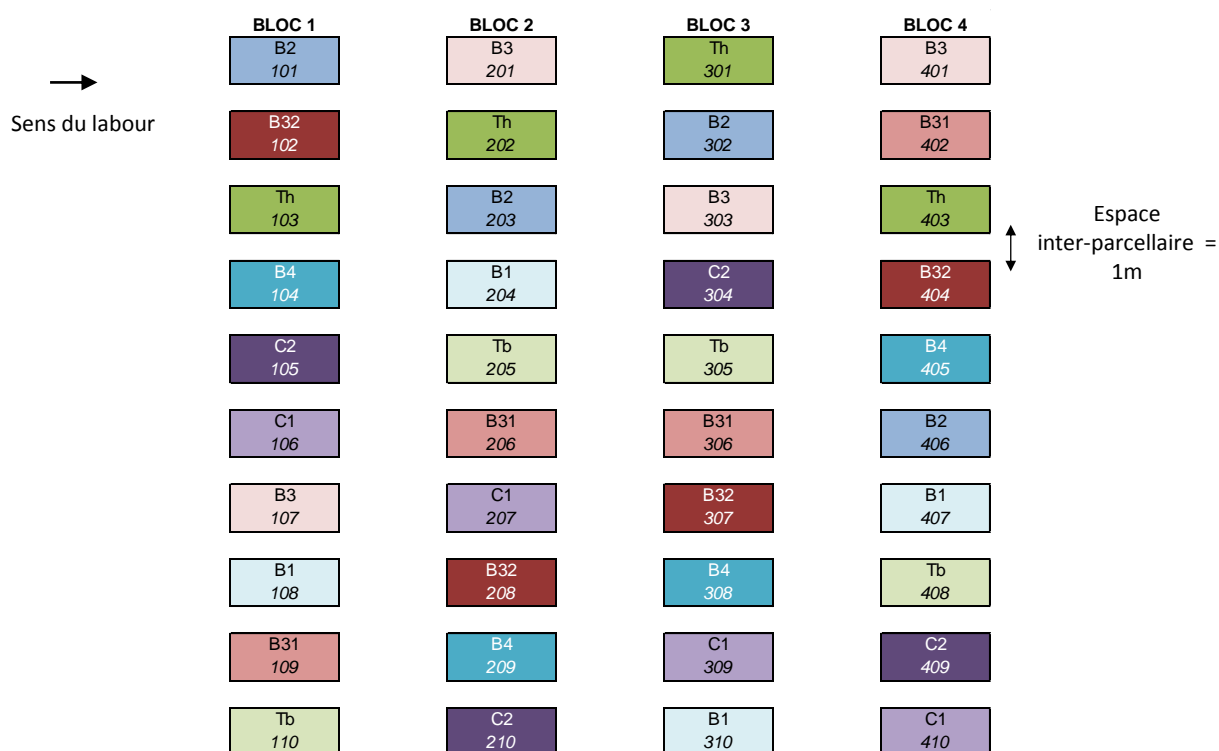 BLOC 1 BLOC 2 BLOC 3 BLOC 4
B2 B3 Th B3
101 201 301 401
Sens du labour
B32 Th B2 B31
102 202 302 402
Th B2 B3 Th
103 203 303 403
Espace
inter-parcellaire =
1m
B4 B1 C2 B32
104 204 304 404
C2 Tb Tb B4
105 205 305 405
C1 B31 B31 B2
106 206 306 406
B3 C1 B32 B1
107 207 307 407
B1 B32 B4 Tb
108 208 308 408
B31 B4 C1 C2
109 209 309 409
Tb C2 B1 C1
110 210 310 410